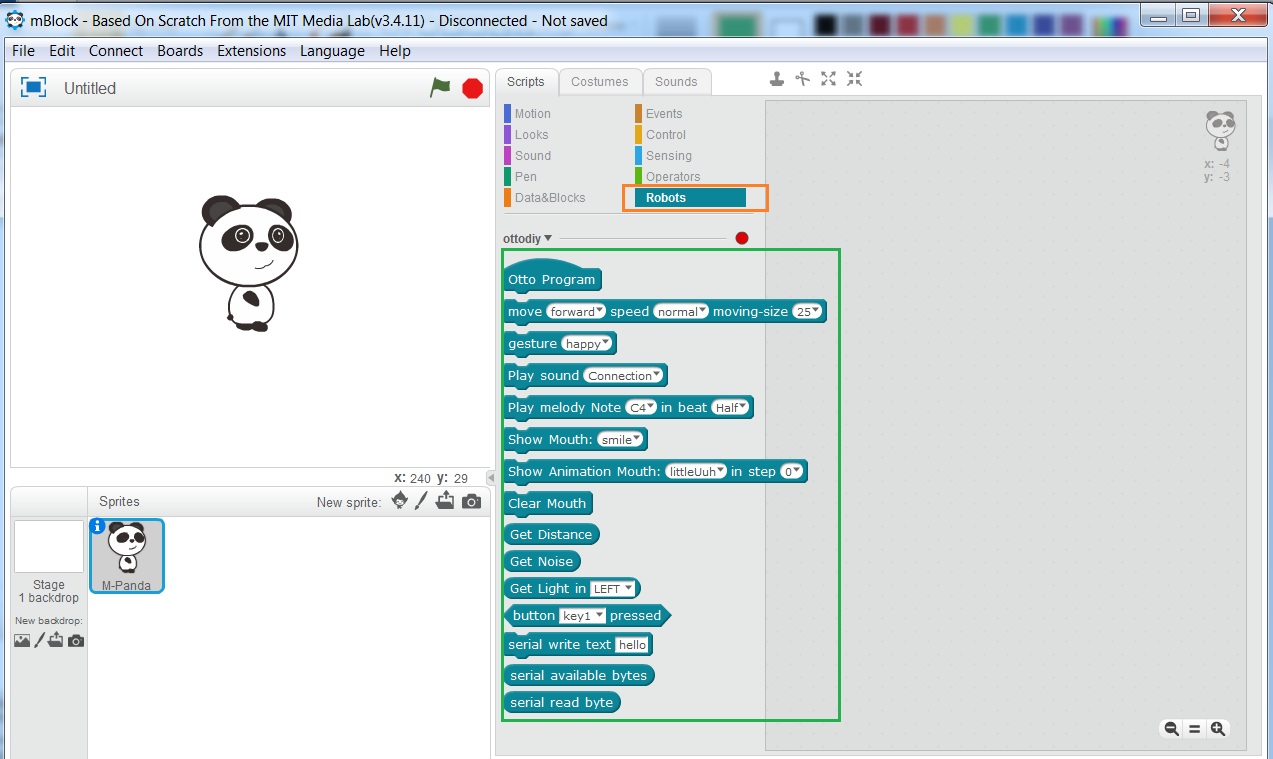 mBlock - Based On Scratch From the MIT Media Lab(v3.4.11) - Disconnected - Not saved
File Edit Connect Boards Extensions Language Help
Untitled
Scripts Costumes Sounds
Motion Events
Looks Control
Sound Sensing
Pen Operators
Data&Blocks Robots
ottodiy
Otto Program
move forward speed normal moving-size 25
gesture happy
Play sound Connection
Play melody Note C4 in beat Half
Show Mouth: smile
Show Animation Mouth: littleUuh in step 0
Clear Mouth
Get Distance
Get Noise
Get Light in LEFT
button key1 pressed
serial write text hello
serial available bytes
serial read byte
x: -4
y: -3
x: 240 y: 29
Sprites New sprite:
Stage
1 backdrop
New backdrop:
i
M-Panda